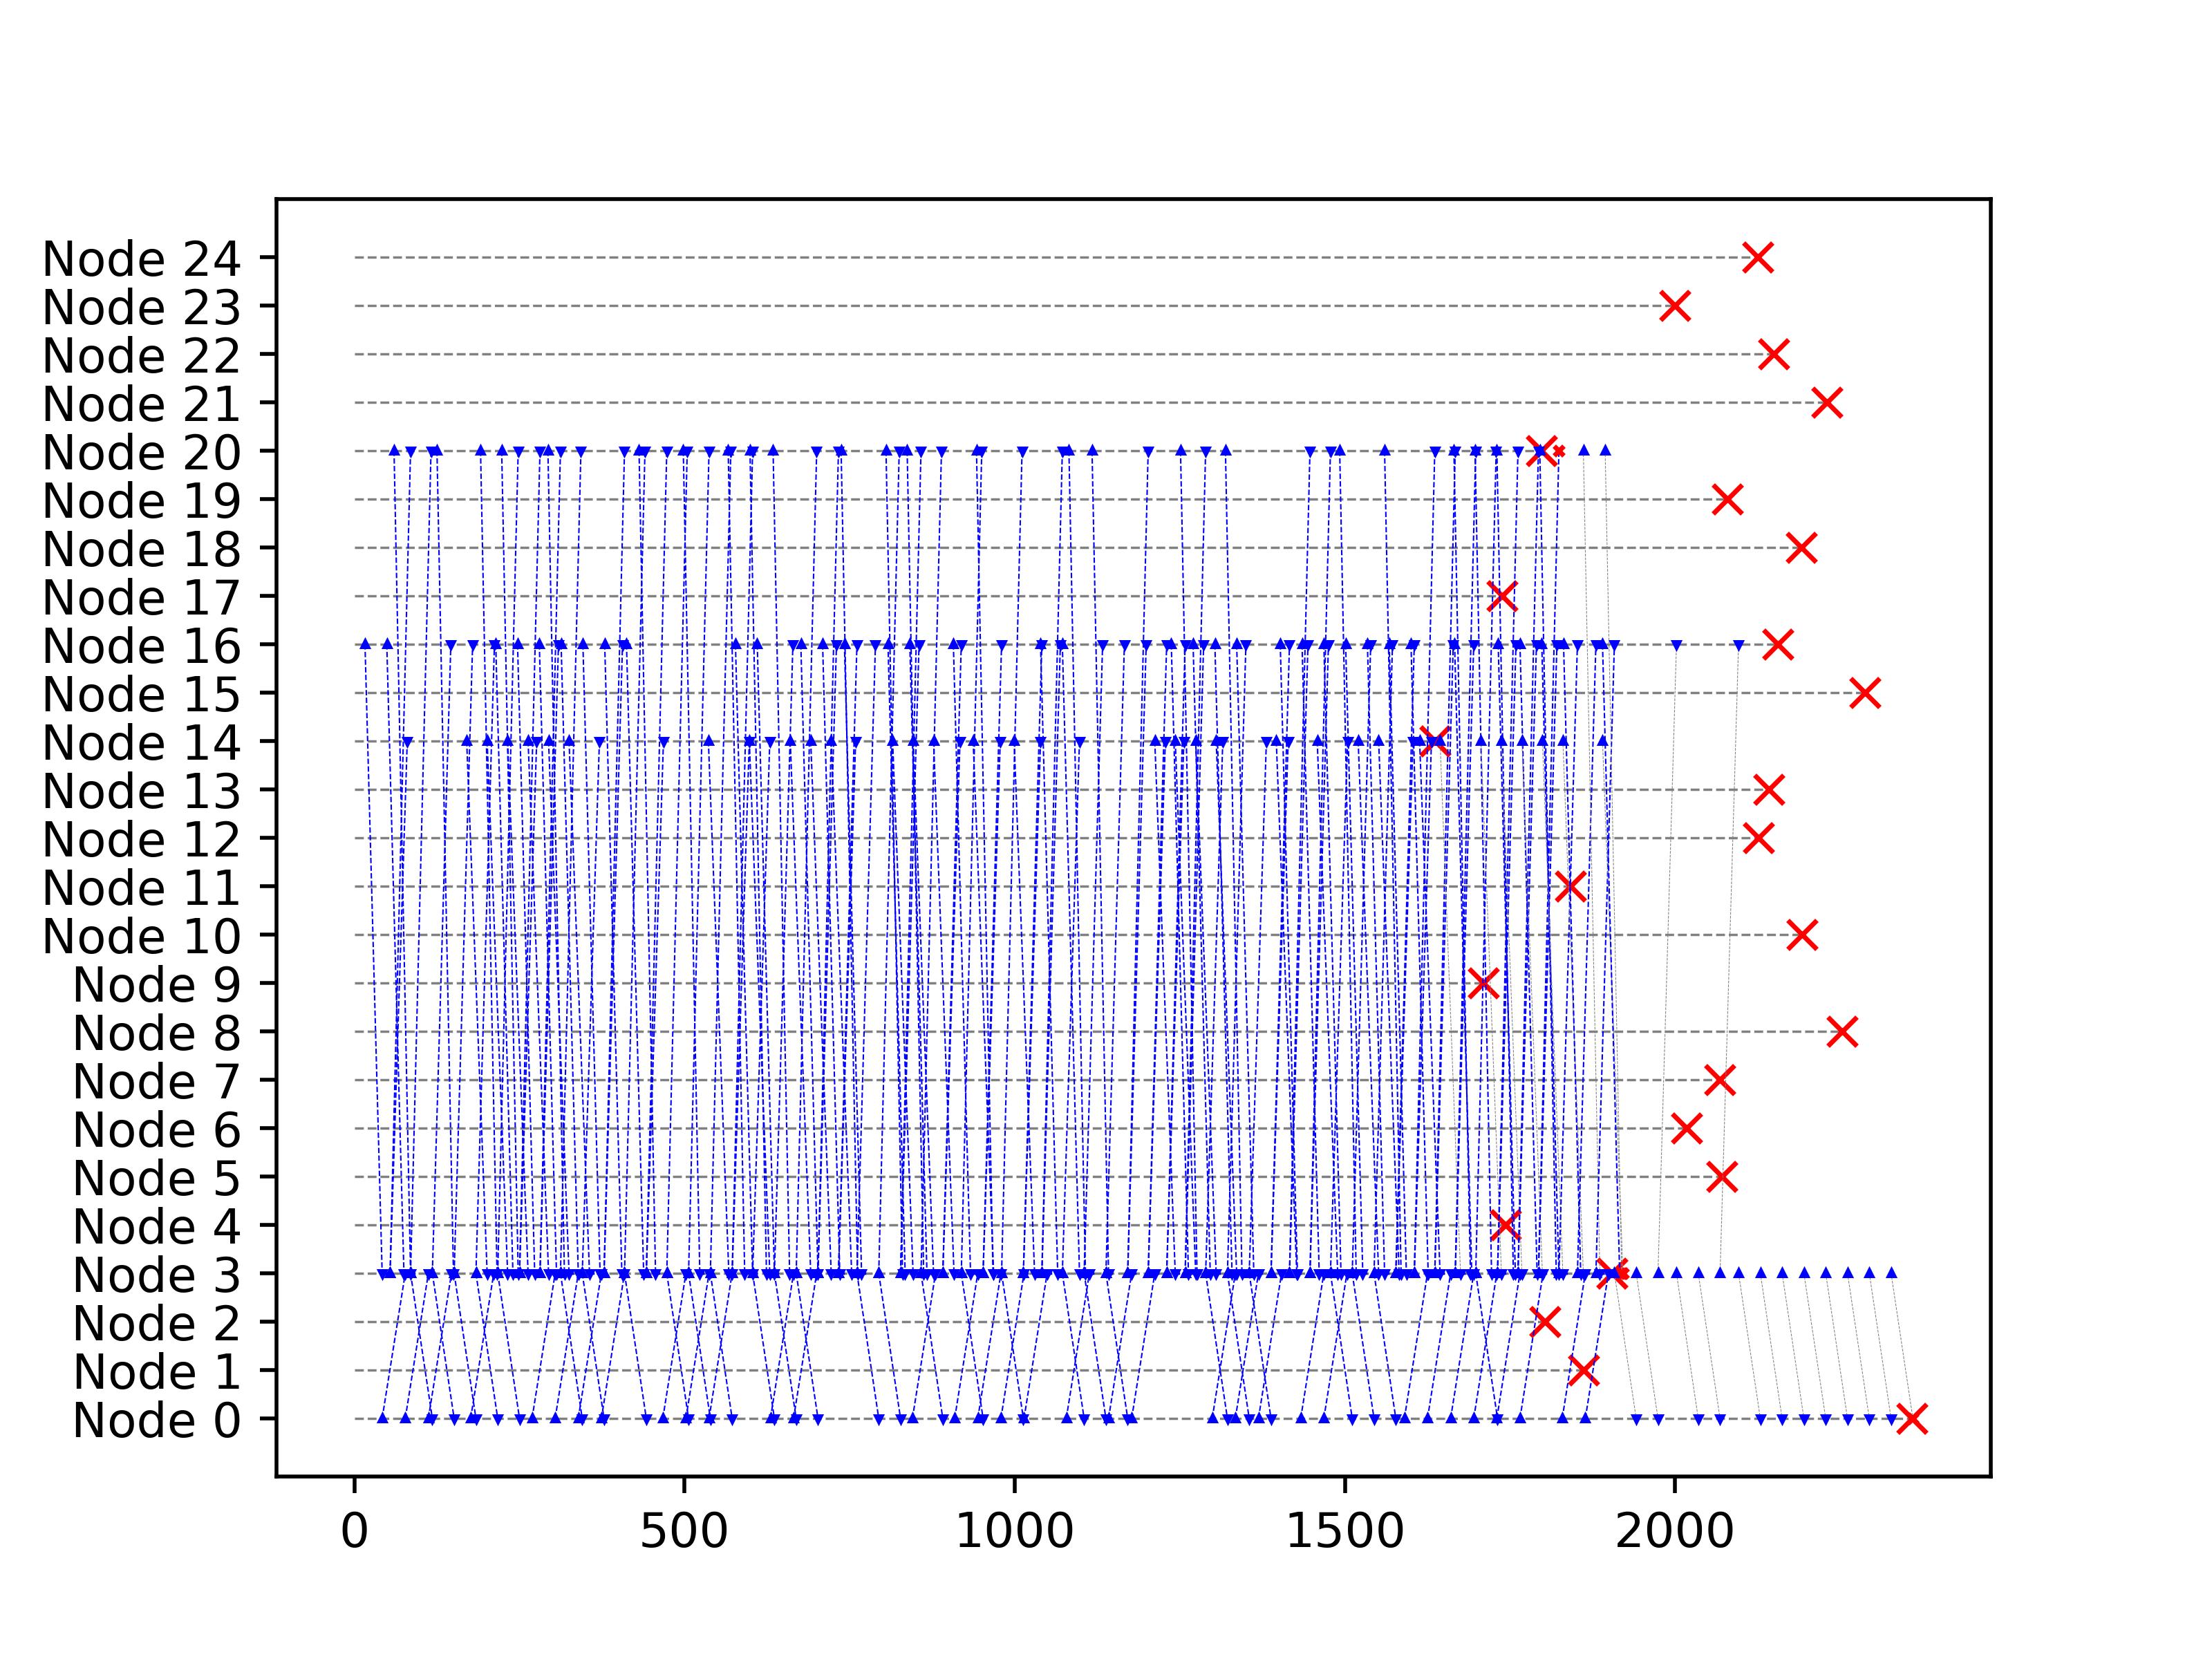 Node 24
Node 23
Node 22
Node 21
Node 20
Node 19
Node 18
Node 17
Node 16
Node 15
Node 14
Node 13
Node 12
Node 11
Node 10
Node 9
Node 8
Node 7
Node 6
Node 5
Node 4
Node 3
Node 2
Node 1
Node 0
0 500 1000 1500 2000